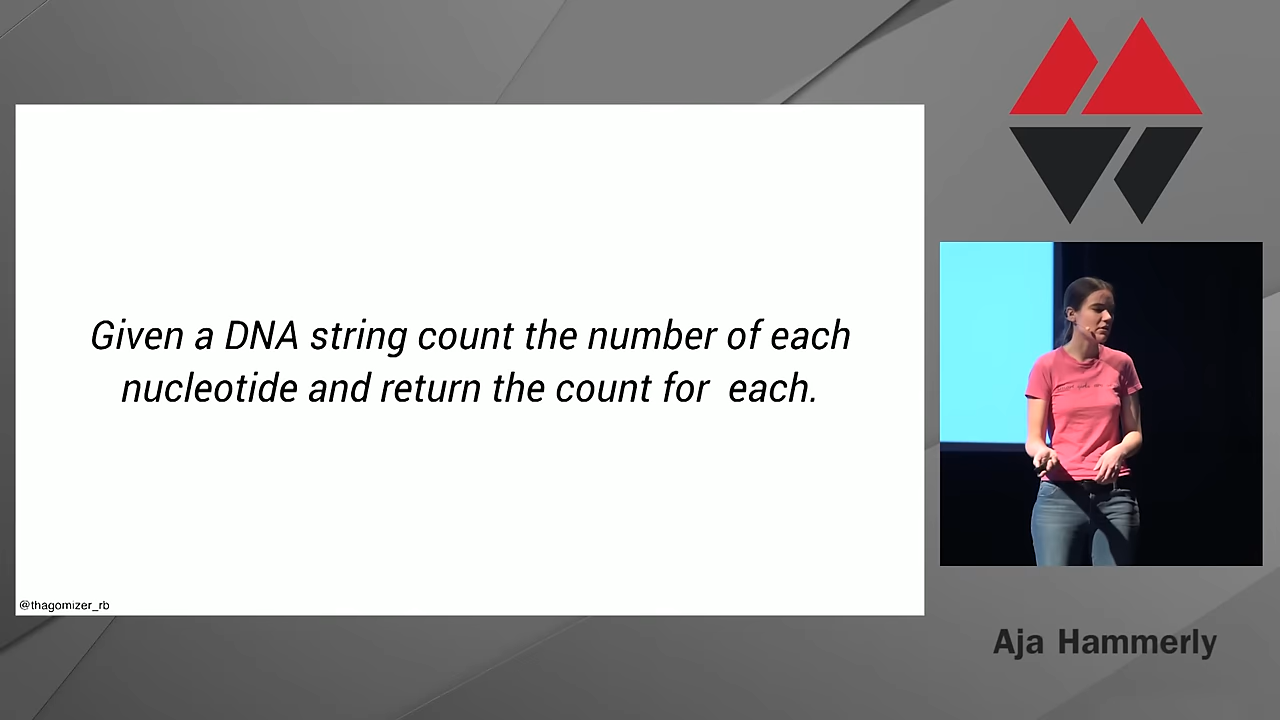 Given a DNA string count the number of each
nucleotide and return the count for  each.
@thagomizer_rb
Aja Hammerly